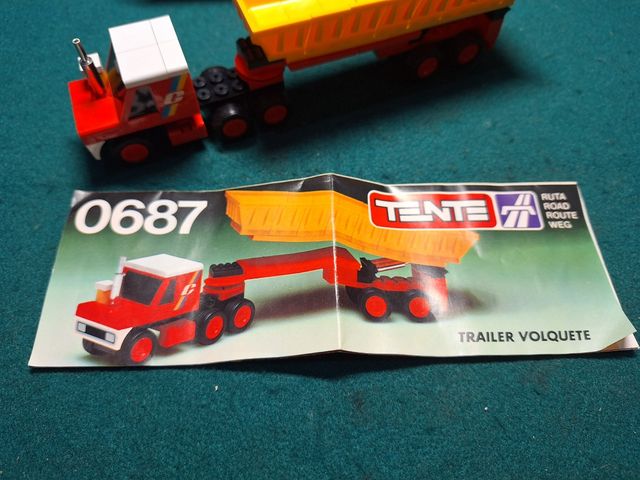 C
0687
TENTE
RUTA
ROAD
ROUTE
WEG
C
TRAILER VOLQUETE